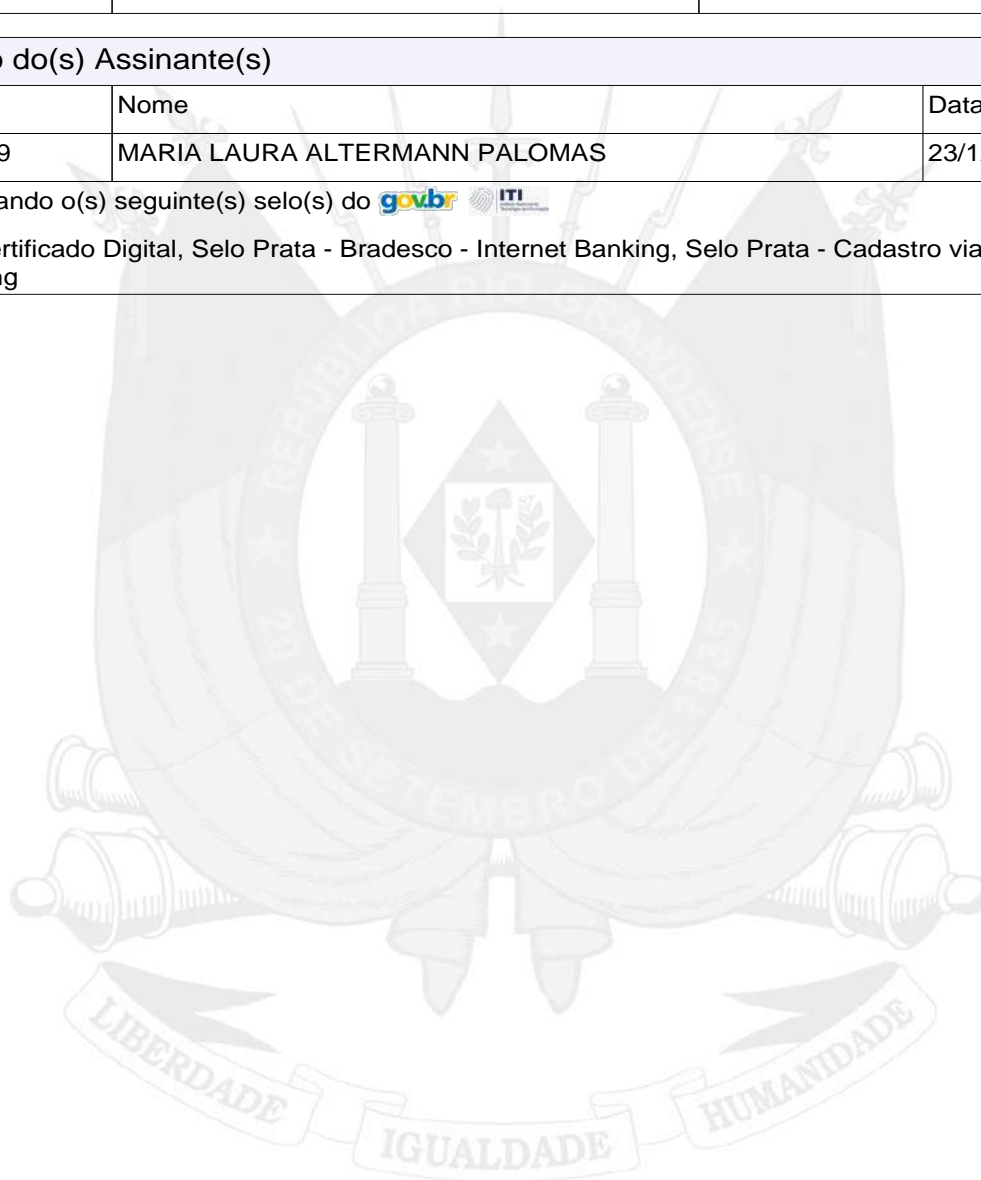 o do(s) Assinante(s)
Nome
Data
9
MARIA LAURA ALTERMANN PALOMAS
23/1
ando o(s) seguinte(s) selo(s) do gov.br ITI
ertificado Digital, Selo Prata - Bradesco - Internet Banking, Selo Prata - Cadastro via
g
REPÚBLICA RIO GRANDENSE
20 DE SETEMBRO DE 1835
LIBERDADE
IGUALDADE
HUMANIDADE